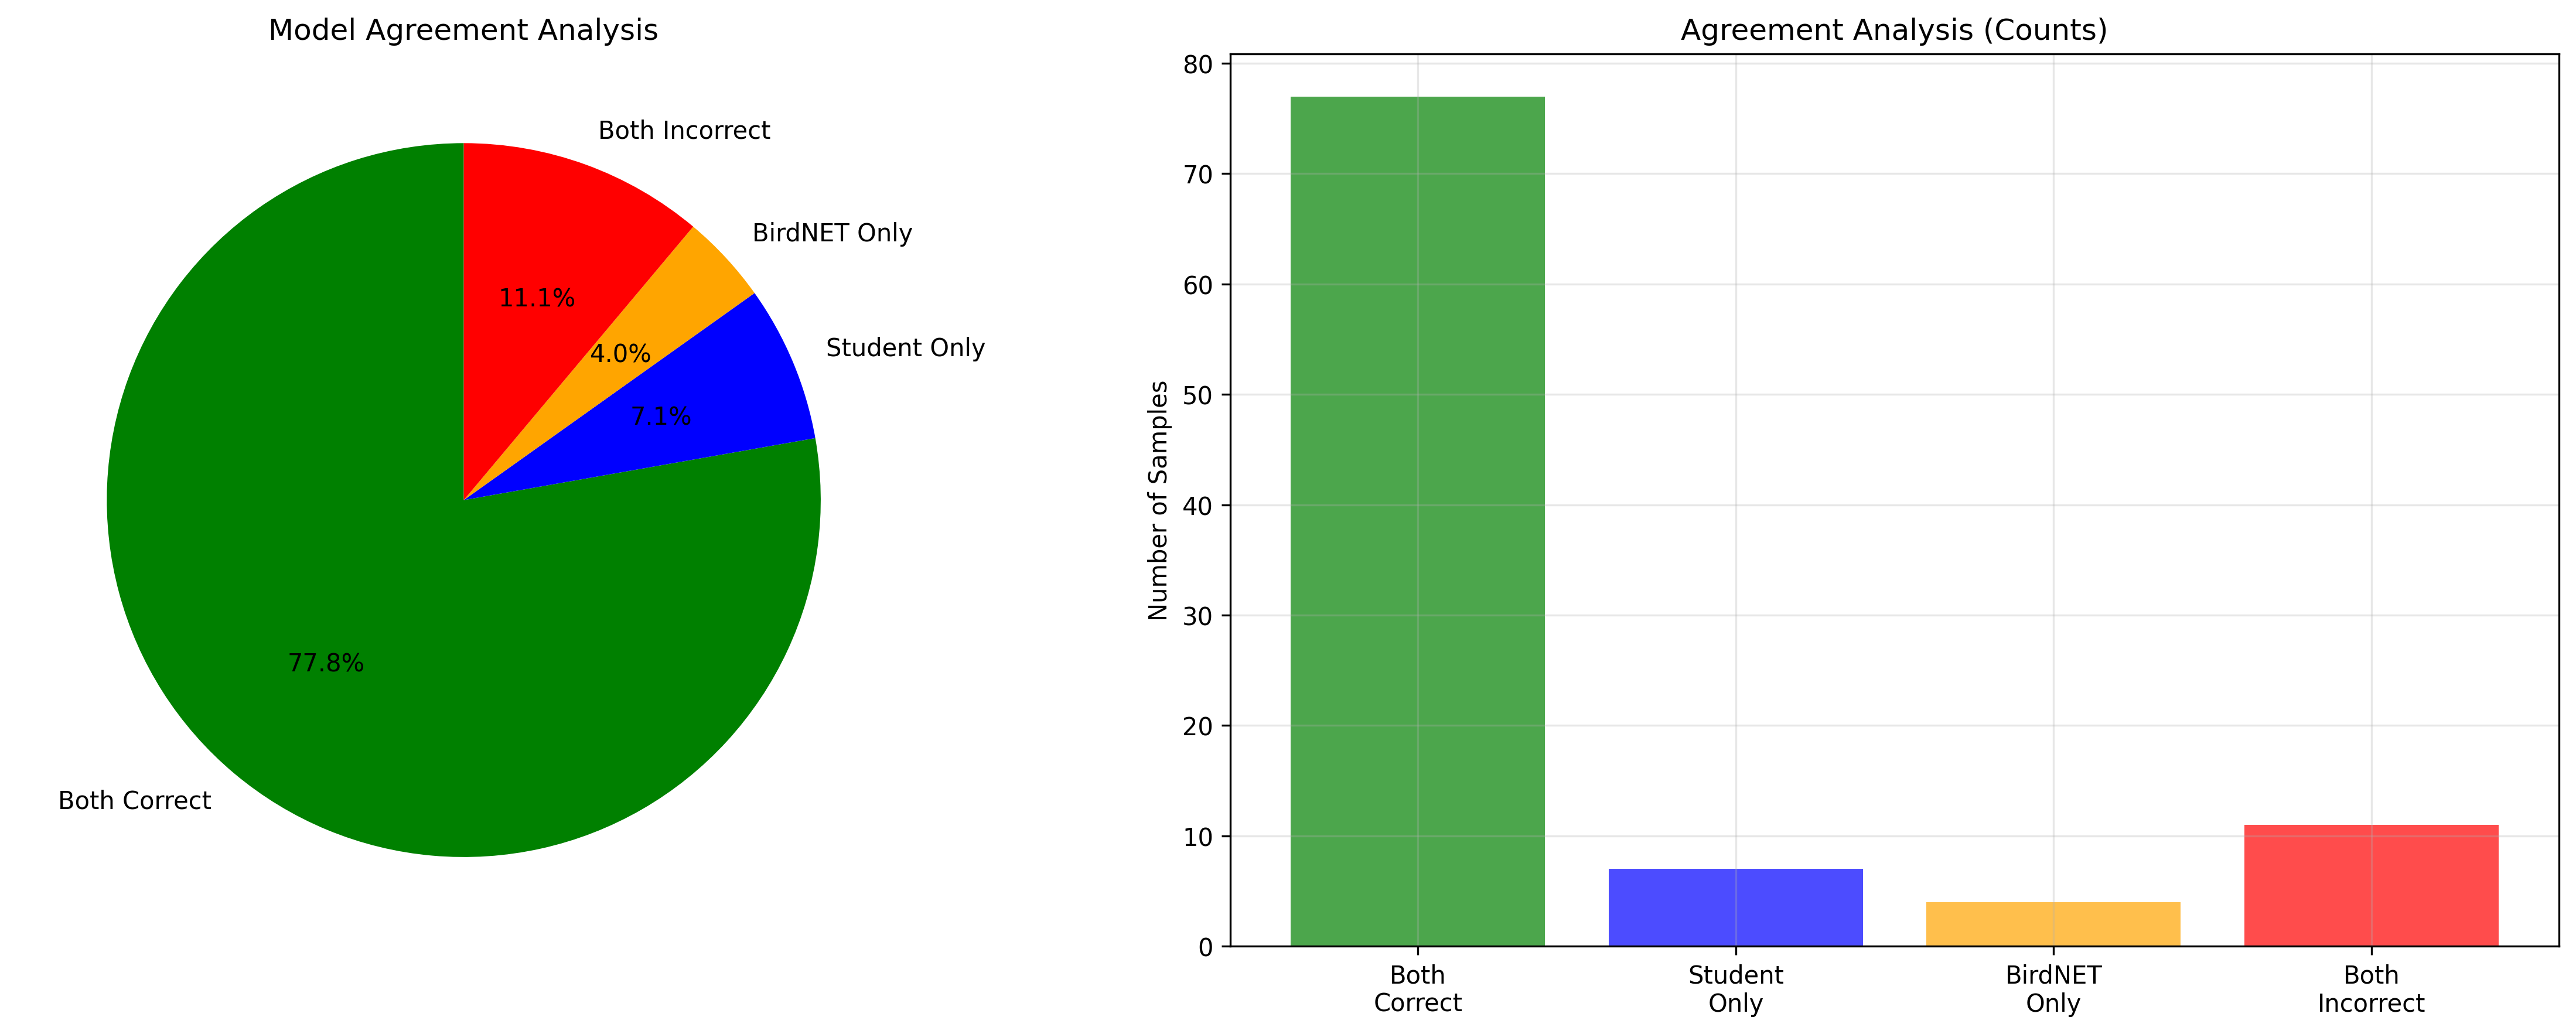 Model Agreement Analysis
Both Incorrect
BirdNET Only
Student Only
Both Correct
11.1%
4.0%
7.1%
77.8%
Agreement Analysis (Counts)
Number of Samples
80
70
60
50
40
30
20
10
0
Both
Correct
Student
Only
BirdNET
Only
Both
Incorrect